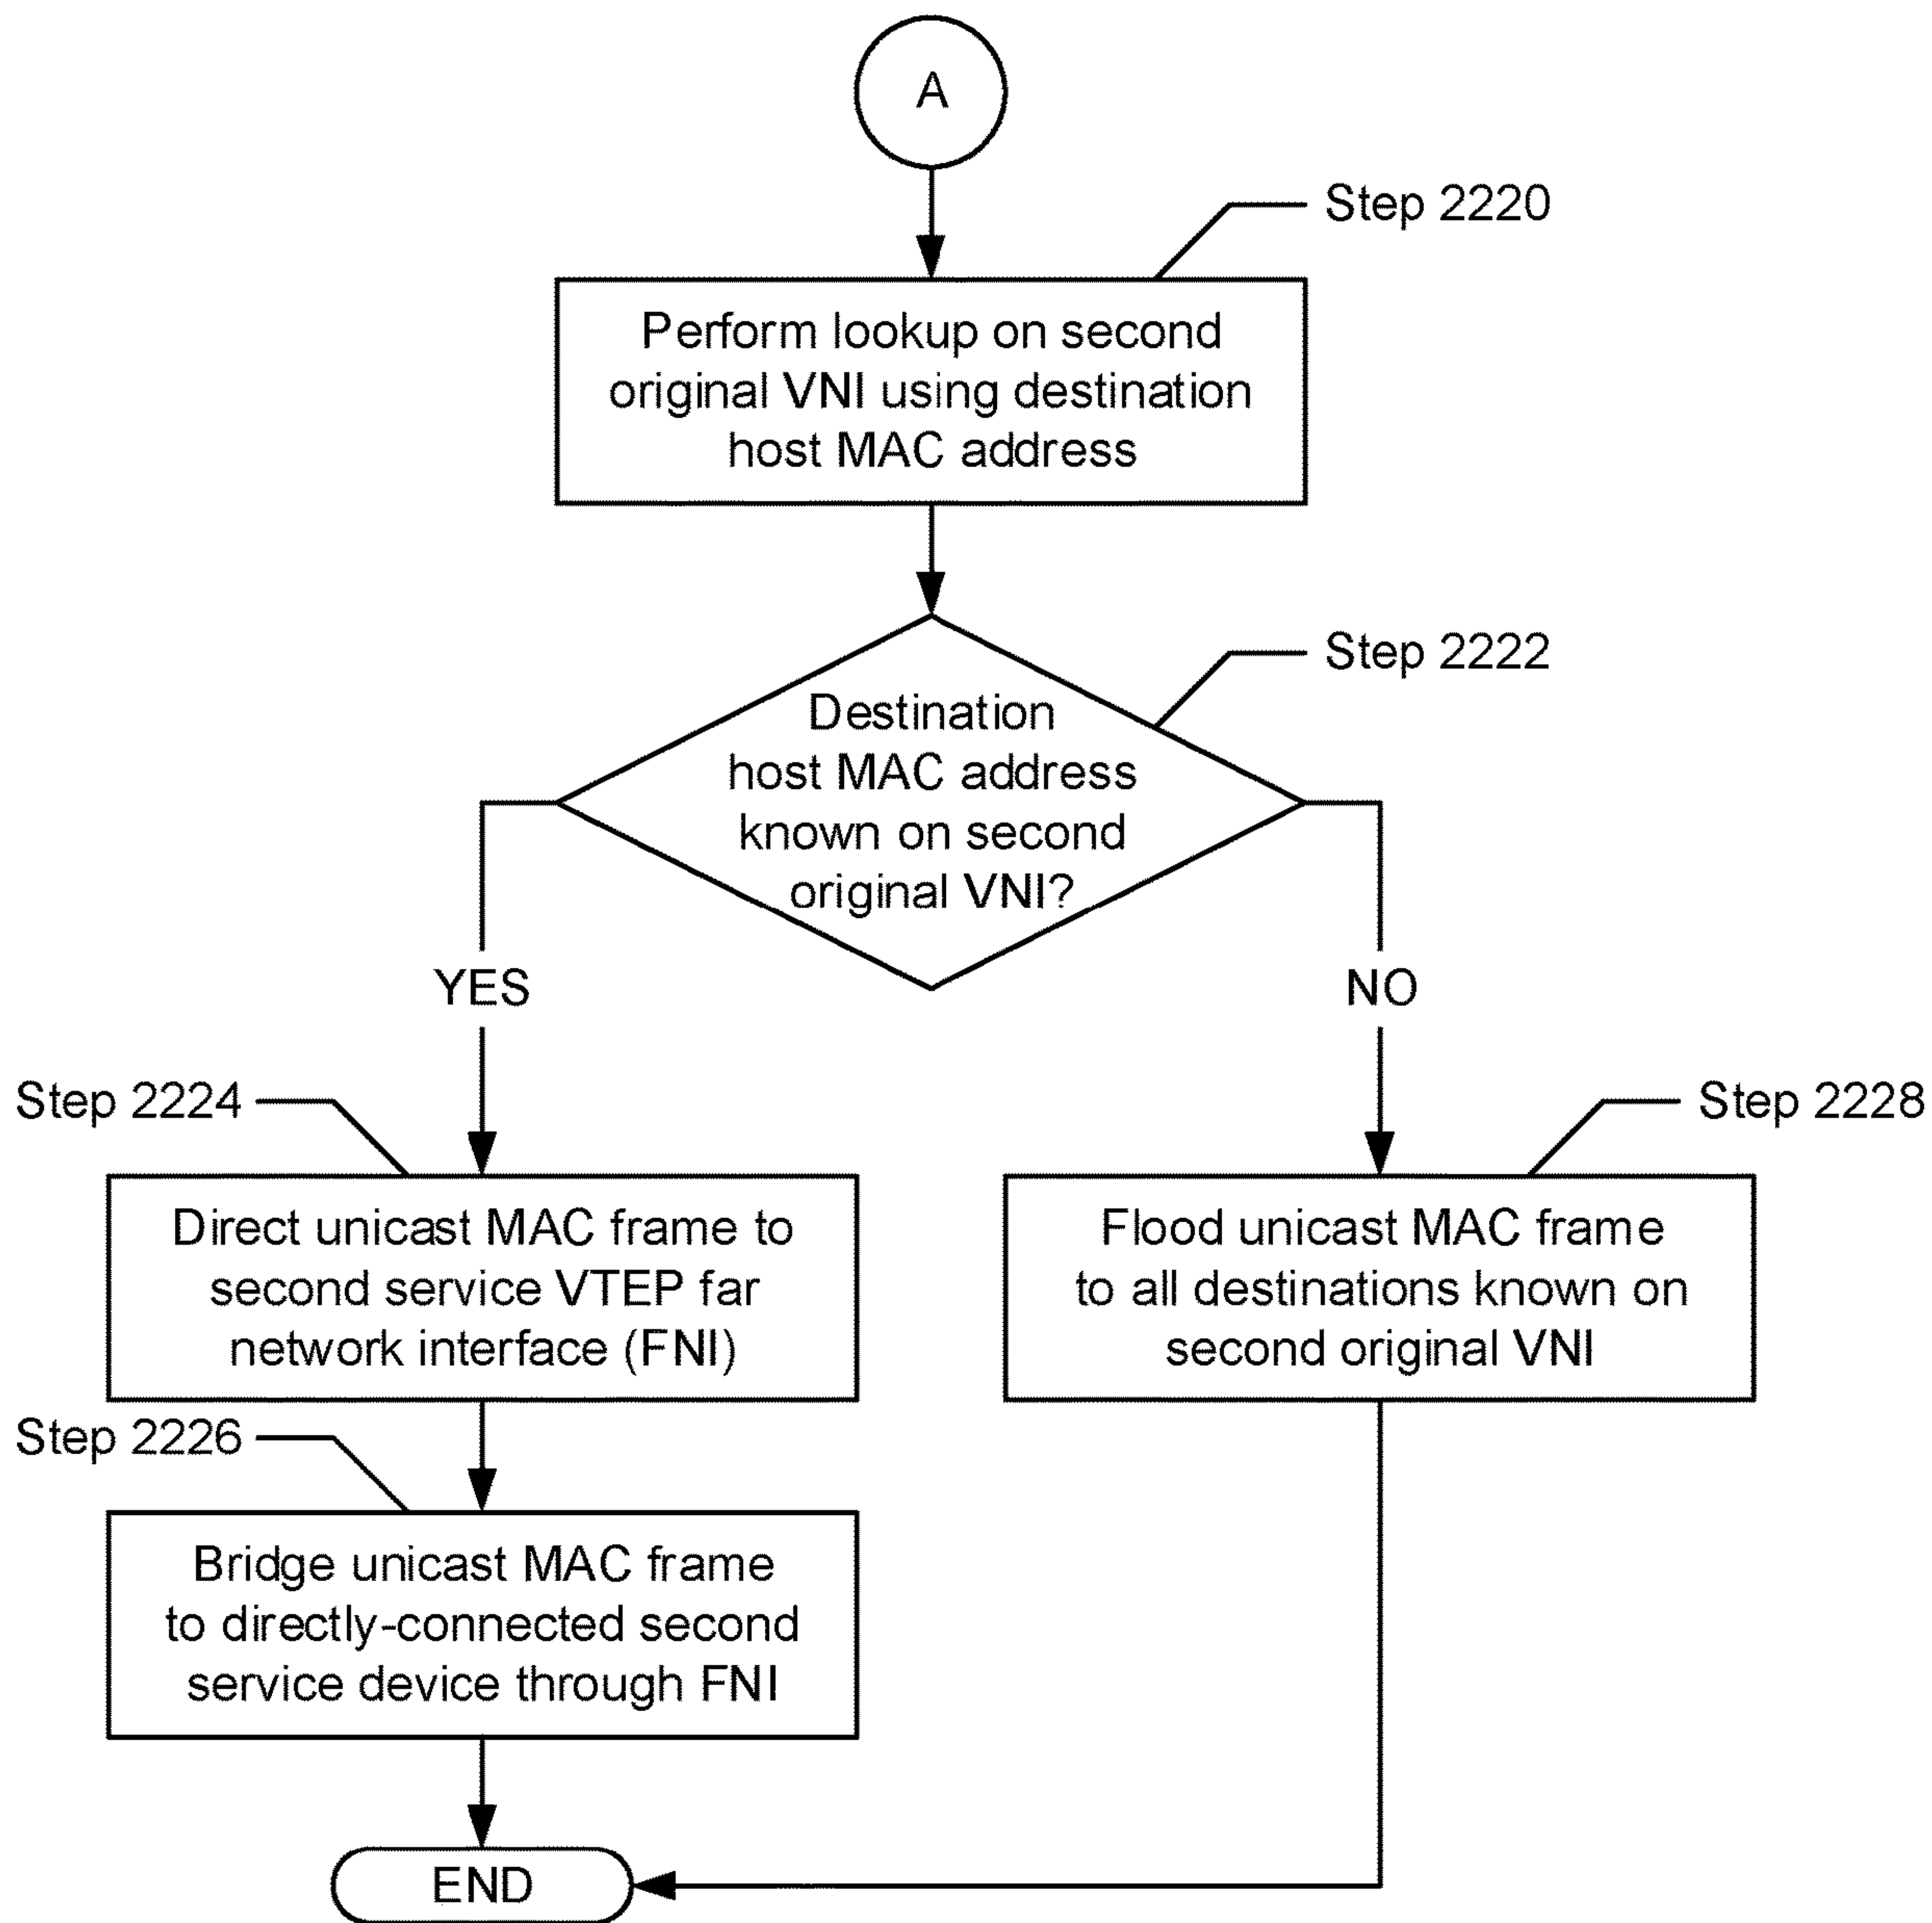 A
Step 2220
Perform lookup on second
original VNI using destination
host MAC address
Step 2222
Destination
host MAC address
known on second
original VNI?
YES
NO
Step 2224
Step 2228
Direct unicast MAC frame to
second service VTEP far
network interface (FNI)
Flood unicast MAC frame
to all destinations known on
second original VNI
Step 2226
Bridge unicast MAC frame
to directly-connected second
service device through FNI
END